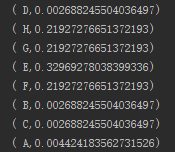 ( D,0.002688245504036497)
( H,0.21927276651372193)
( G,0.21927276651372193)
( E,0.32969278038399336)
( F,0.21927276651372193)
( B,0.002688245504036497)
( C,0.002688245504036497)
( A,0.004424183562731526)